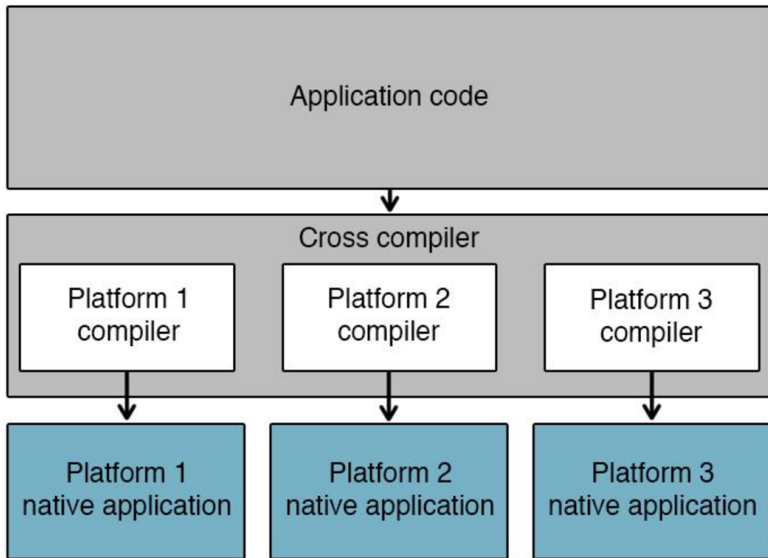 Application code
Cross compiler
Platform 1
compiler
Platform 2
compiler
Platform 3
compiler
Platform 1
native application
Platform 2
native application
Platform 3
native application